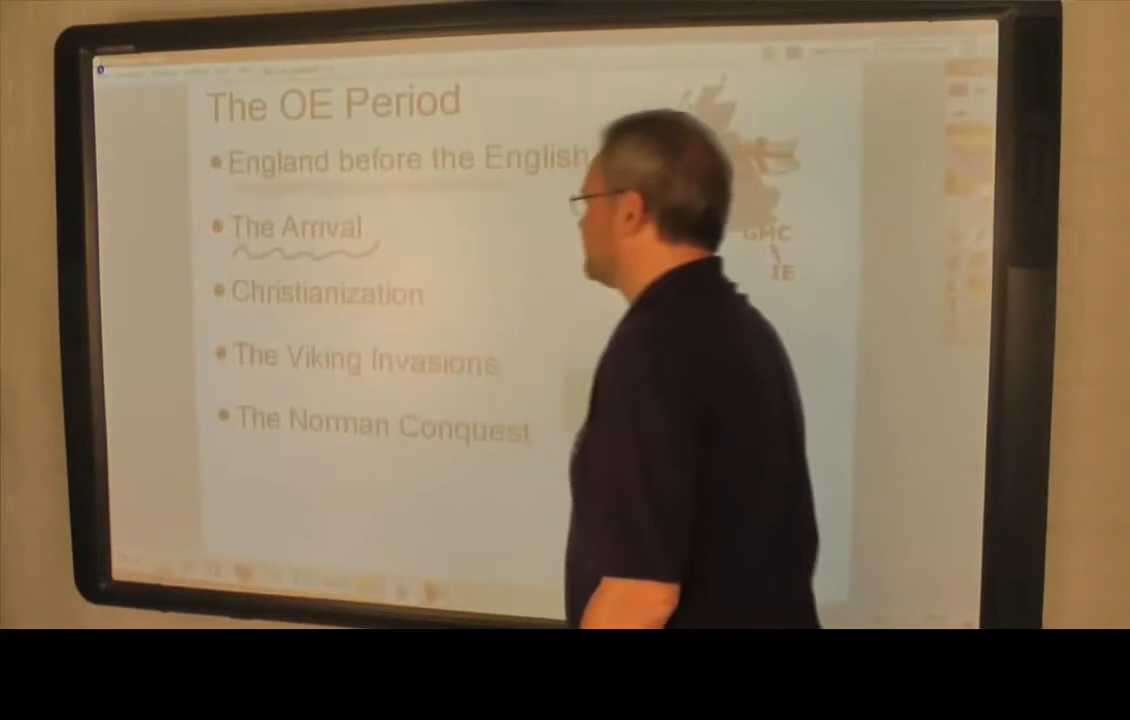 The OE Period
• England before the English
• The Arrival
• Christianization
• The Viking Invasions
• The Norman Conquest
GMC
IE